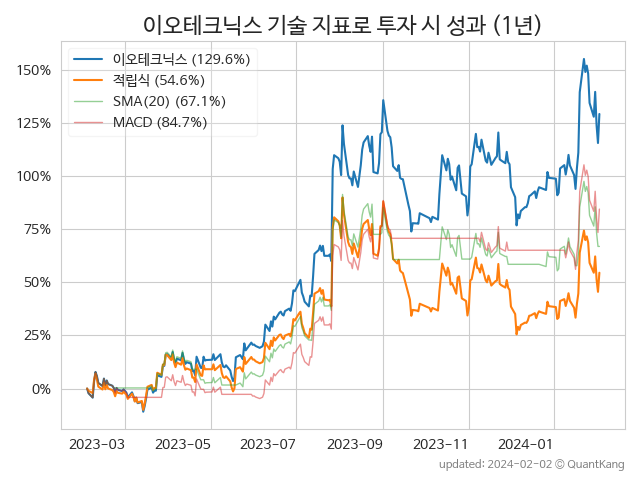 이오테크닉스 기술 지표로 투자 시 성과 (1년)
이오테크닉스 (129.6%)
적립식 (54.6%)
SMA(20) (67.1%)
MACD (84.7%)
150%
125%
100%
75%
50%
25%
0%
2023-03 2023-05 2023-07 2023-09 2023-11 2024-01
updated: 2024-02-02 © QuantKang